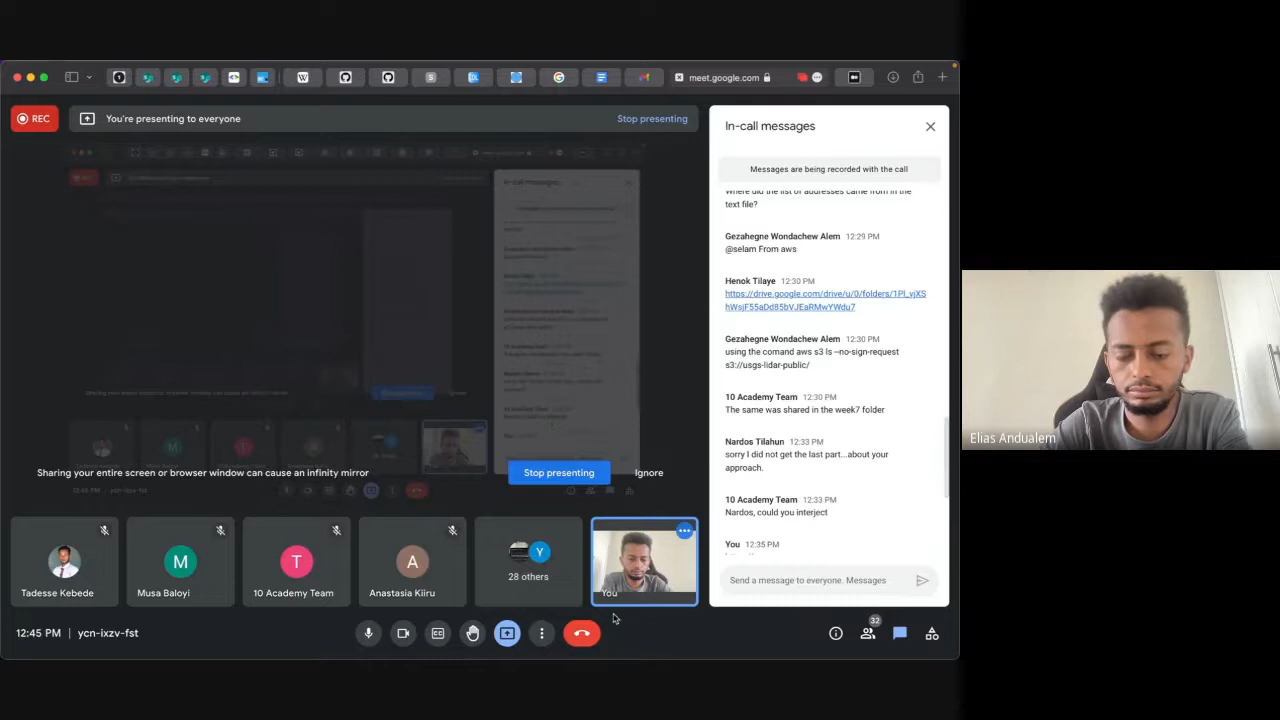 meet.google.com
REC
You're presenting to everyone
Stop presenting
In-call messages
Messages are being recorded with the call
Where did the list of addresses came from in the
text file?
Gezahegne Wondachew Alem 12:29 PM
@selam From aws
Henok Tilaye 12:30 PM
https://drive.google.com/drive/u/0/folders/1Pl_vjXS
hWsjF55aDd85bVJEaRMwYWdu7
Gezahegne Wondachew Alem 12:30 PM
using the comand aws s3 ls --no-sign-request
s3://usgs-lidar-public/
10 Academy Team 12:30 PM
The same was shared in the week7 folder
Nardos Tilahun 12:33 PM
sorry I did not get the last part...about your
approach.
10 Academy Team 12:33 PM
Nardos, could you interject
You 12:35 PM
Send a message to everyone. Messages
Sharing your entire screen or browser window can cause an infinity mirror
Stop presenting
Ignore
Tadesse Kebede
M
Musa Baloyi
T
10 Academy Team
A
Anastasia Kiiru
Y
28 others
You
12:45 PM | ycn-ixzv-fst
32
Elias Andualem